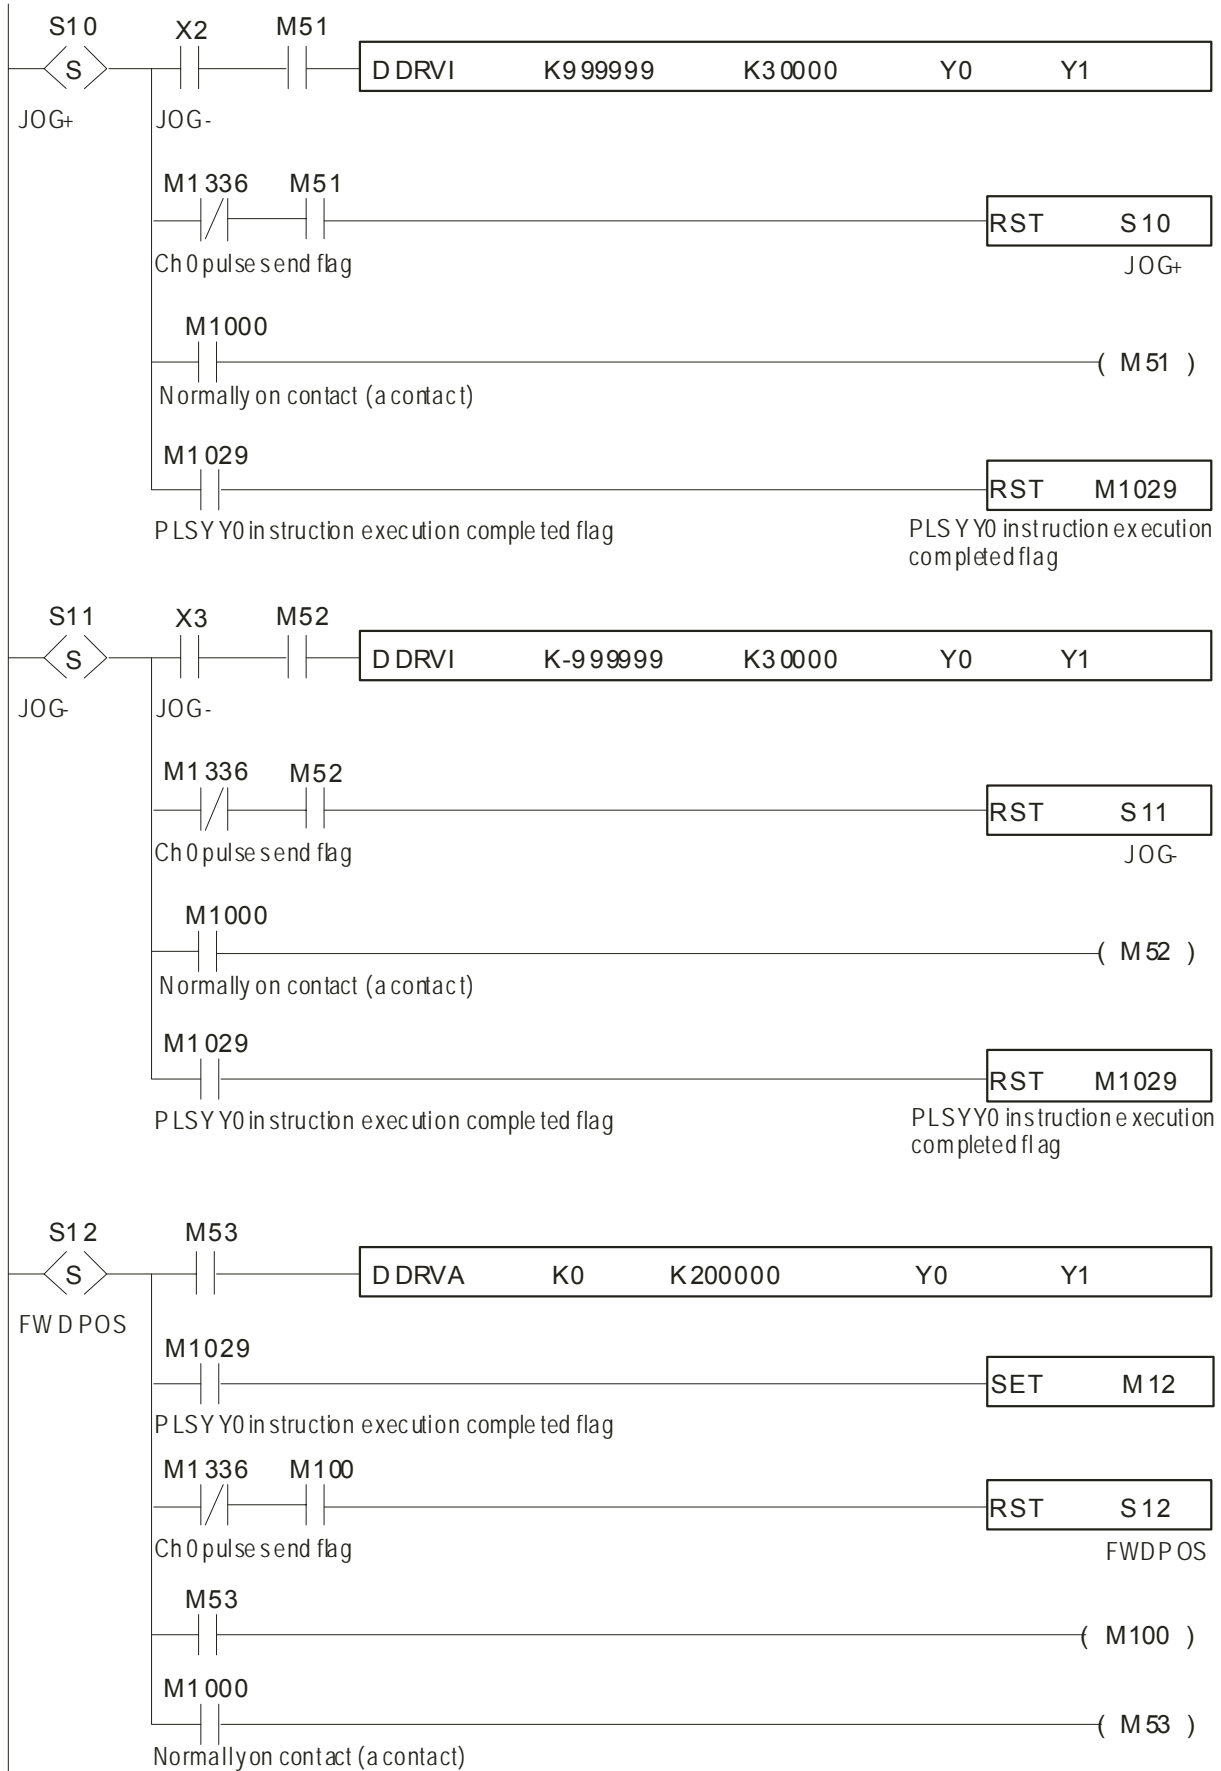 S10 X2 M51
S DDRVI K999999 K30000 Y0 Y1
JOG+ JOG-
M1336 M51
RST S10
Ch0 pulse send flag JOG+
M1000
( M51 )
Normally on contact (a contact)
M1029
RST M1029
PLSY Y0 instruction execution completed flag PLSY Y0 instruction execution
completed flag
S11 X3 M52
S DDRVI K-999999 K30000 Y0 Y1
JOG- JOG-
M1336 M52
RST S11
Ch0 pulse send flag JOG-
M1000
( M52 )
Normally on contact (a contact)
M1029
RST M1029
PLSY Y0 instruction execution completed flag PLSY Y0 instruction execution
completed flag
S12 M53
S DDRVA K0 K200000 Y0 Y1
FWD POS
M1029
SET M12
PLSY Y0 instruction execution completed flag
M1336 M100
RST S12
Ch0 pulse send flag FWD POS
M53
( M100 )
M1000
( M53 )
Normally on contact (a contact)